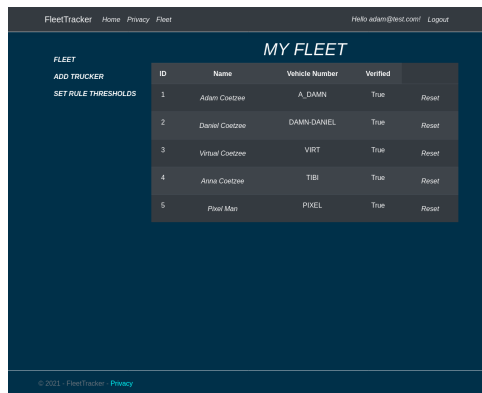 FleetTracker Home Privacy Fleet Hello adam@test.com! Logout
FLEET
ADD TRUCKER
SET RULE THRESHOLDS
MY FLEET
ID Name Vehicle Number Verified
1 Adam Coetzee A_DAMN True Reset
2 Daniel Coetzee DAMN-DANIEL True Reset
3 Virtual Coetzee VIRT True Reset
4 Anna Coetzee TIBI True Reset
5 Pixel Man PIXEL True Reset
© 2021 - FleetTracker - Privacy